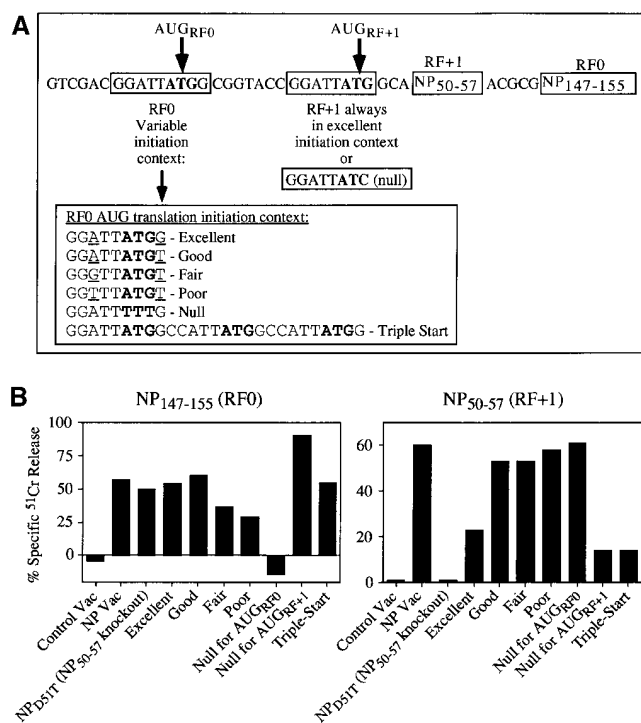 A
AUGRF0
AUGRF+1
RF+1
RF0
GTCGAC GGATTATGG CGGTACC GGATTATG GCA NP50-57 ACGCG NP147-155
RF0
Variable
initiation
context:
RF+1 always
in excellent
initiation context
or
GGATTATC (null)
RF0 AUG translation initiation context:
GGATTATGG - Excellent
GGATTATGT - Good
GGGTTATGT - Fair
GGTTTATGT - Poor
GGATTTTTG - Null
GGATTATGGCCATTATGGCCATTATGG - Triple Start
B
NP147-155 (RF0)
NP50-57 (RF+1)
% Specific 51Cr Release
100
75
50
25
0
60
40
20
0
Control Vac
NP Vac
NPD51T (NP50-57 knockout)
Excellent
Good
Fair
Poor
Null for AUGRF0
Null for AUGRF+1
Triple-Start
Control Vac
NP Vac
NPD51T (NP50-57 knockout)
Excellent
Good
Fair
Poor
Null for AUGRF0
Null for AUGRF+1
Triple-Start